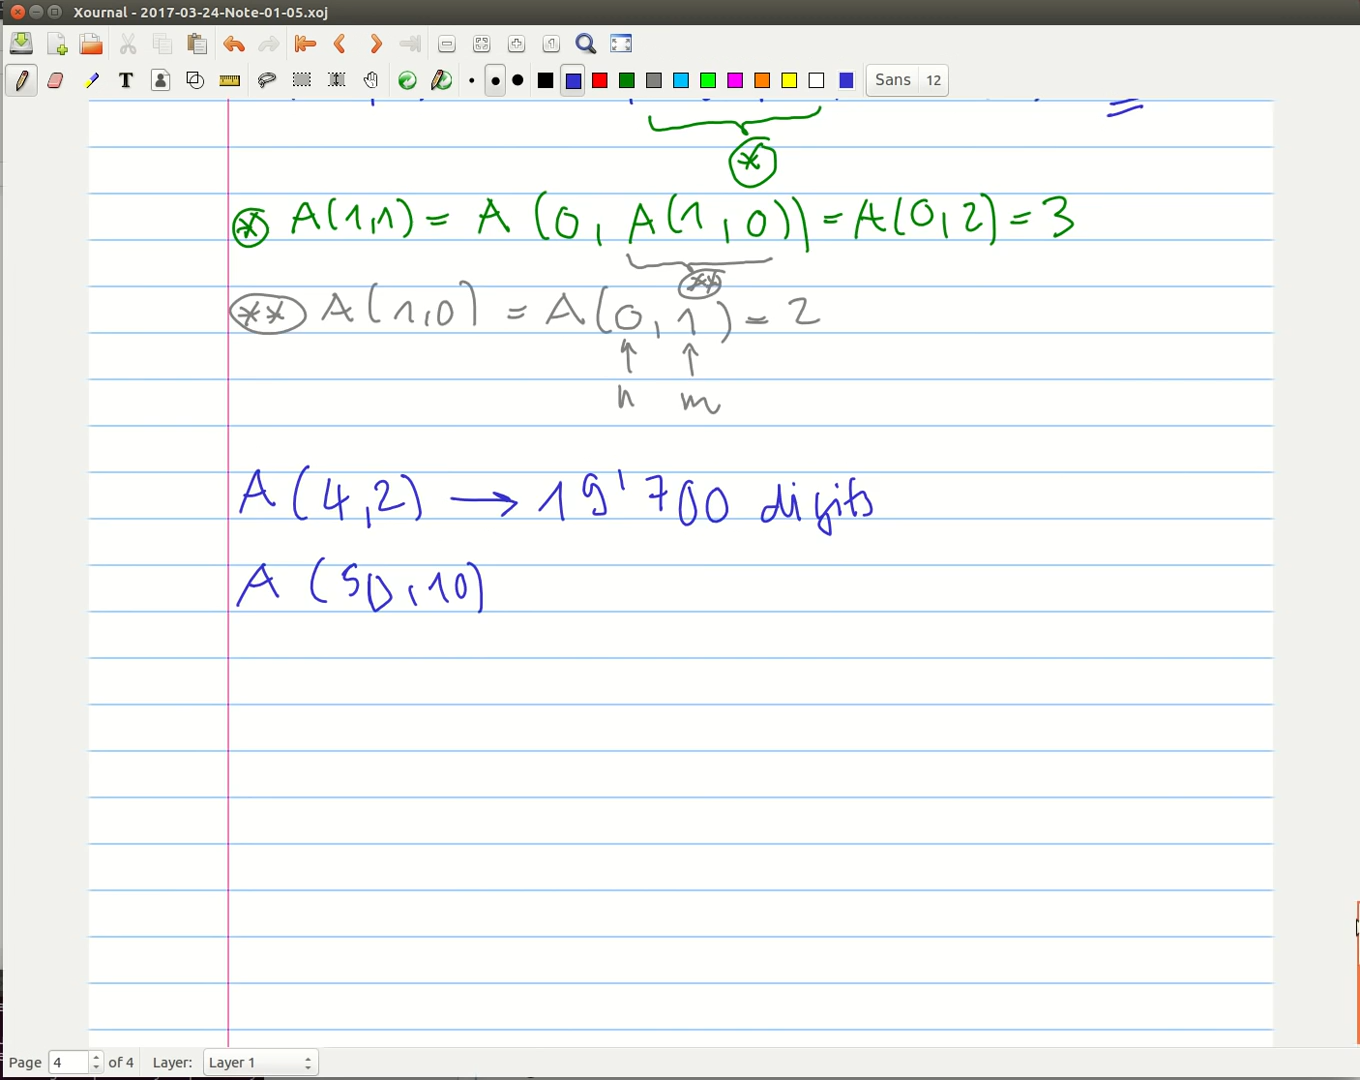 Xournal - 2017-03-24-Note-01-05.xoj
Sans 12
*
* A(1,1) = A (0, A(1,0)) = A(0,2) = 3
**
** A(1,0) = A(0,1) = 2
n m
A (4,2) → 19'700 digits
A (50,10)
Page 4 of 4 Layer: Layer 1